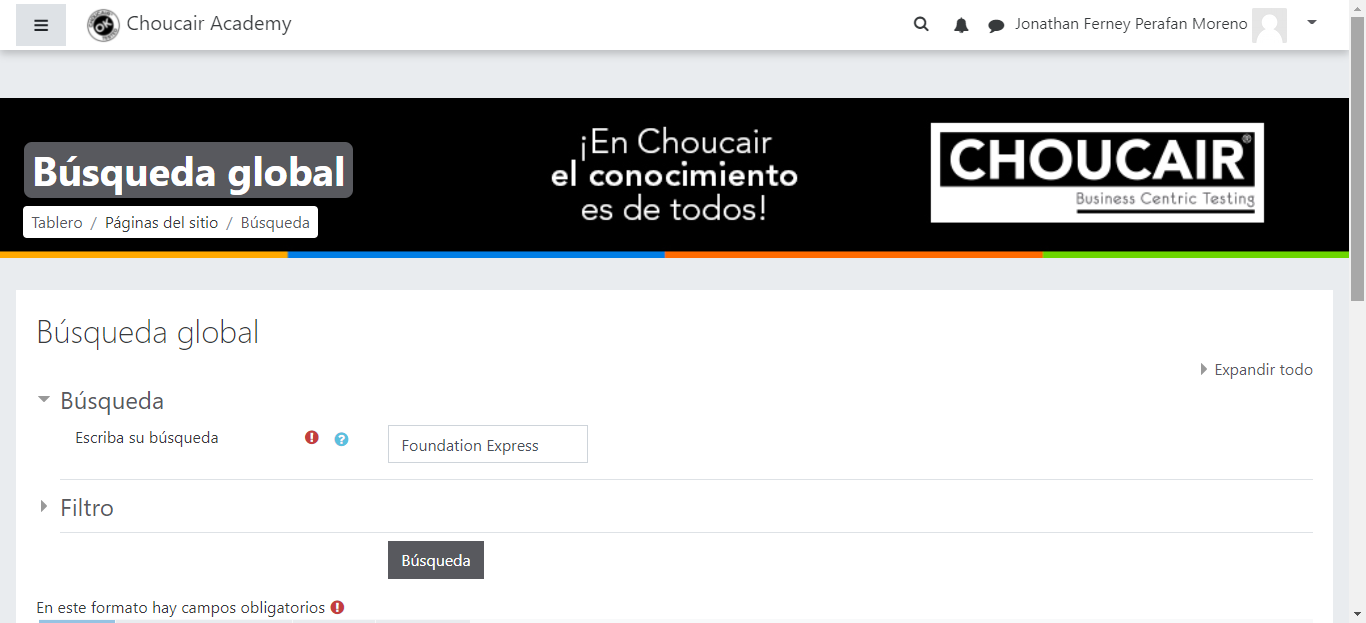 Choucair Academy
Jonathan Ferney Perafan Moreno
Búsqueda global
Tablero / Páginas del sitio / Búsqueda
¡En Choucair
el conocimiento
es de todos!
CHOUCAIR®
Business Centric Testing
Búsqueda global
Expandir todo
Búsqueda
Escriba su búsqueda
Foundation Express
Filtro
Búsqueda
En este formato hay campos obligatorios